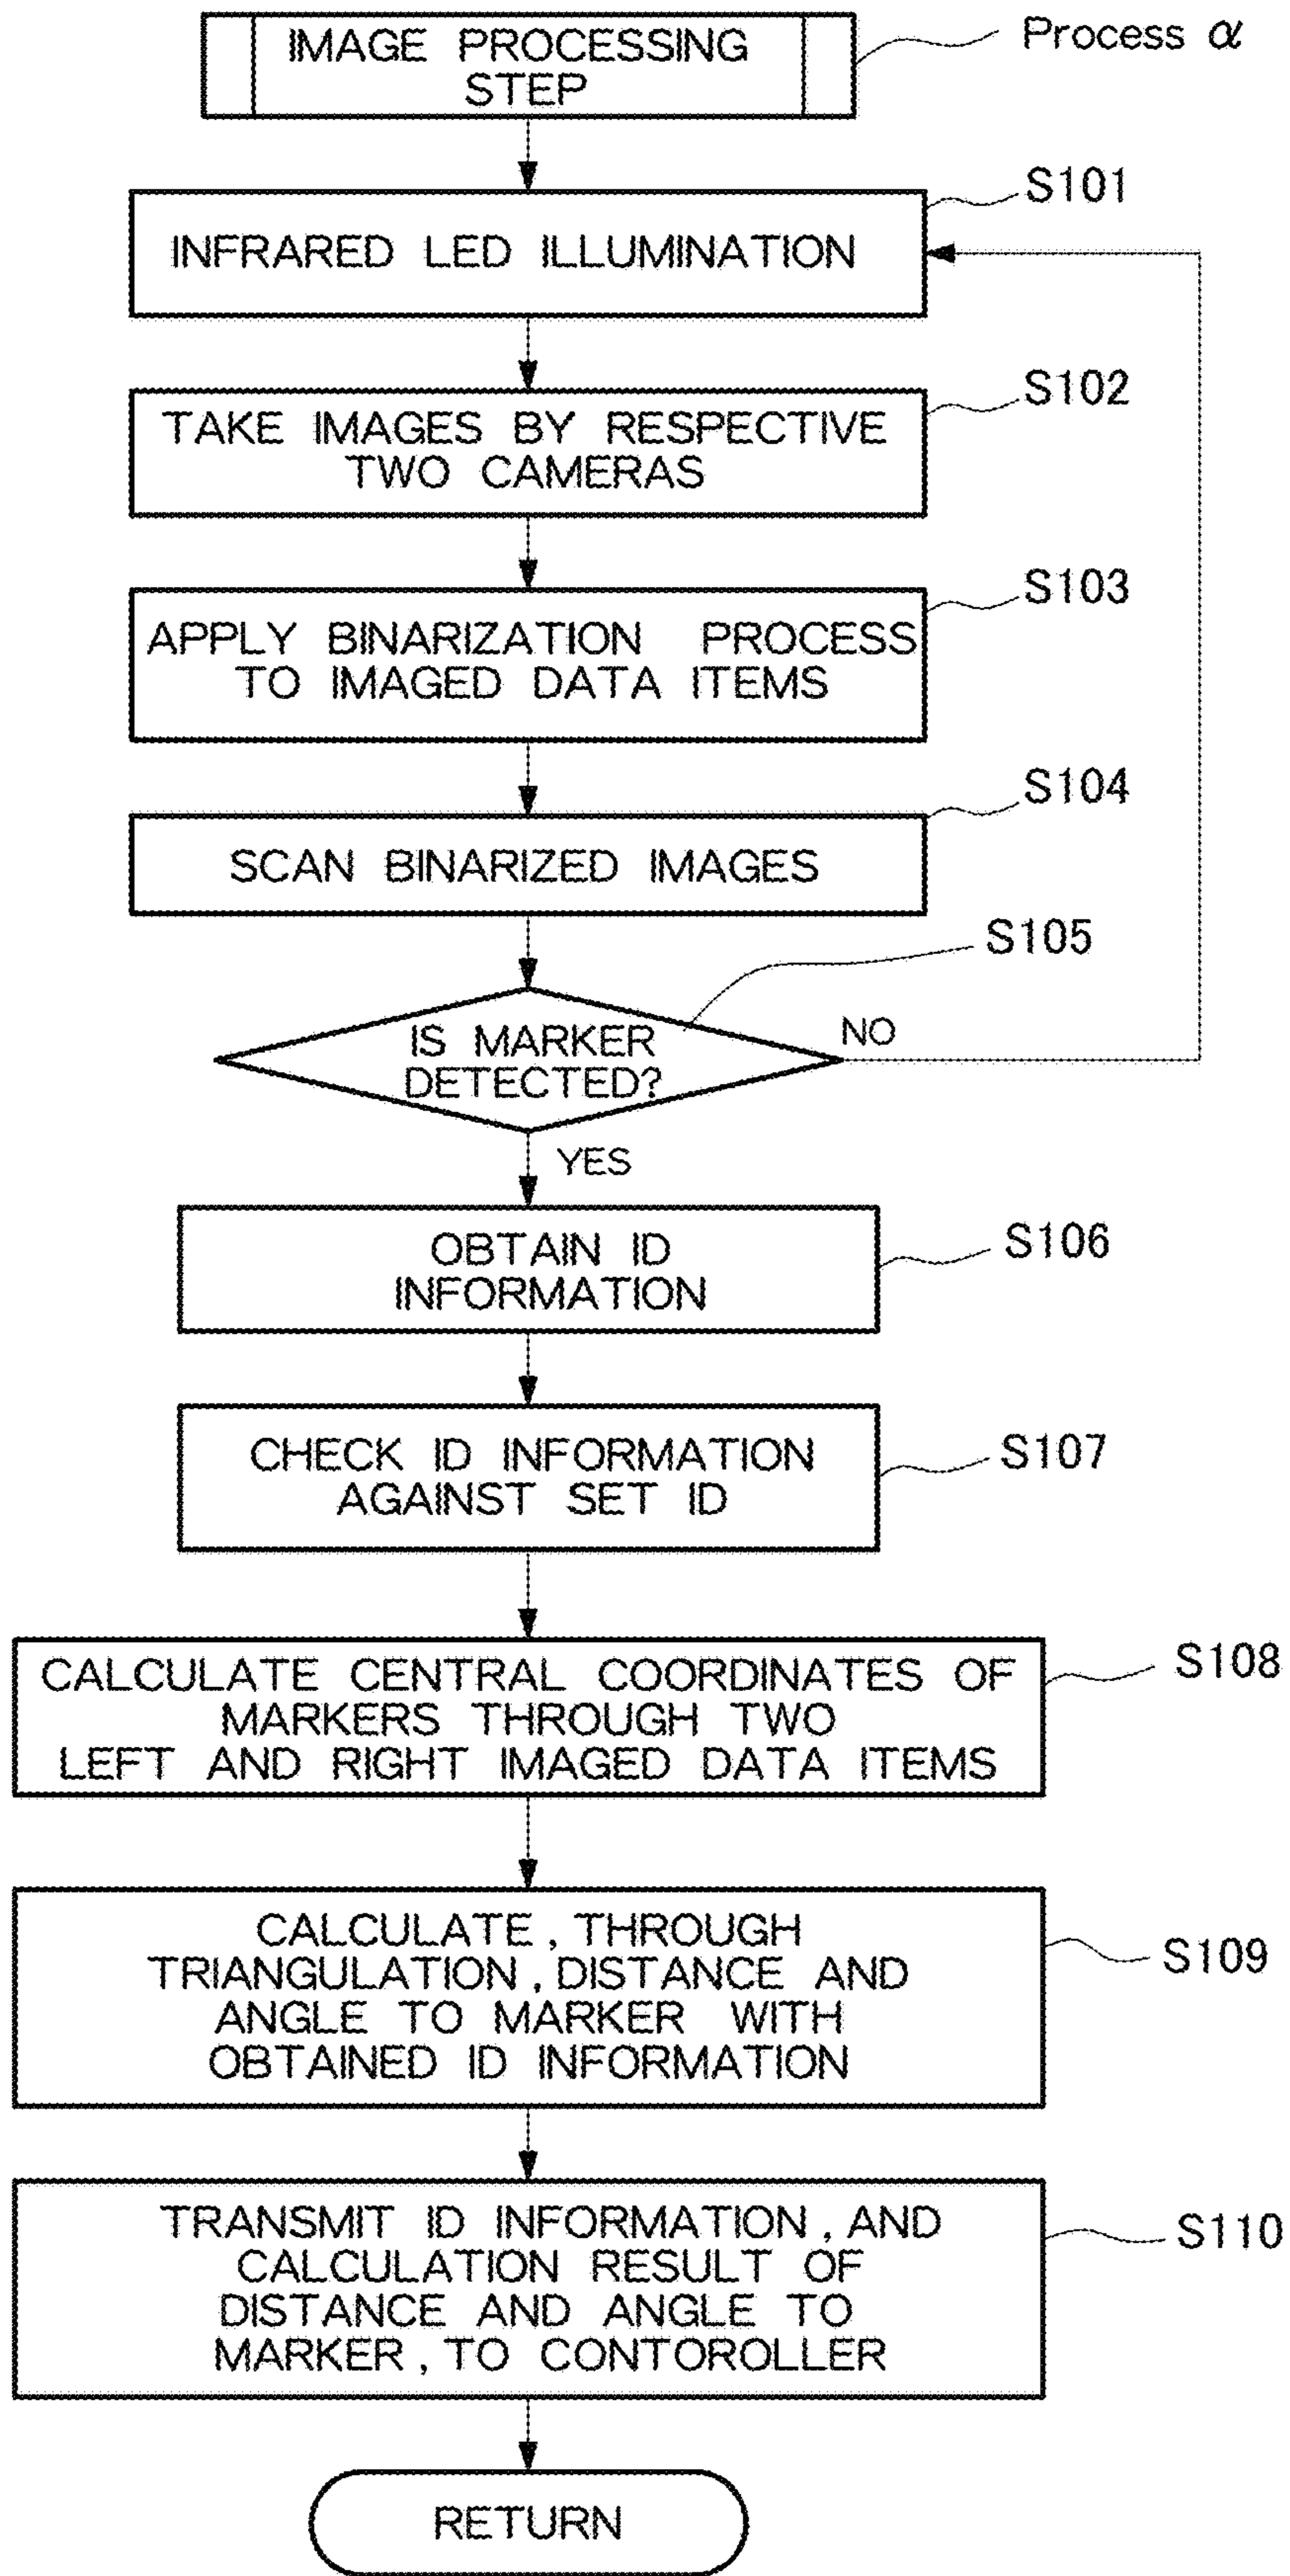 IMAGE PROCESSING
STEP
Process α
INFRARED LED ILLUMINATION
S101
TAKE IMAGES BY RESPECTIVE
TWO CAMERAS
S102
APPLY BINARIZATION PROCESS
TO IMAGED DATA ITEMS
S103
SCAN BINARIZED IMAGES
S104
IS MARKER
DETECTED?
S105
NO
YES
OBTAIN ID
INFORMATION
S106
CHECK ID INFORMATION
AGAINST SET ID
S107
CALCULATE CENTRAL COORDINATES OF
MARKERS THROUGH TWO
LEFT AND RIGHT IMAGED DATA ITEMS
S108
CALCULATE, THROUGH
TRIANGULATION, DISTANCE AND
ANGLE TO MARKER WITH
OBTAINED ID INFORMATION
S109
TRANSMIT ID INFORMATION, AND
CALCULATION RESULT OF
DISTANCE AND ANGLE TO
MARKER, TO CONTOROLLER
S110
RETURN